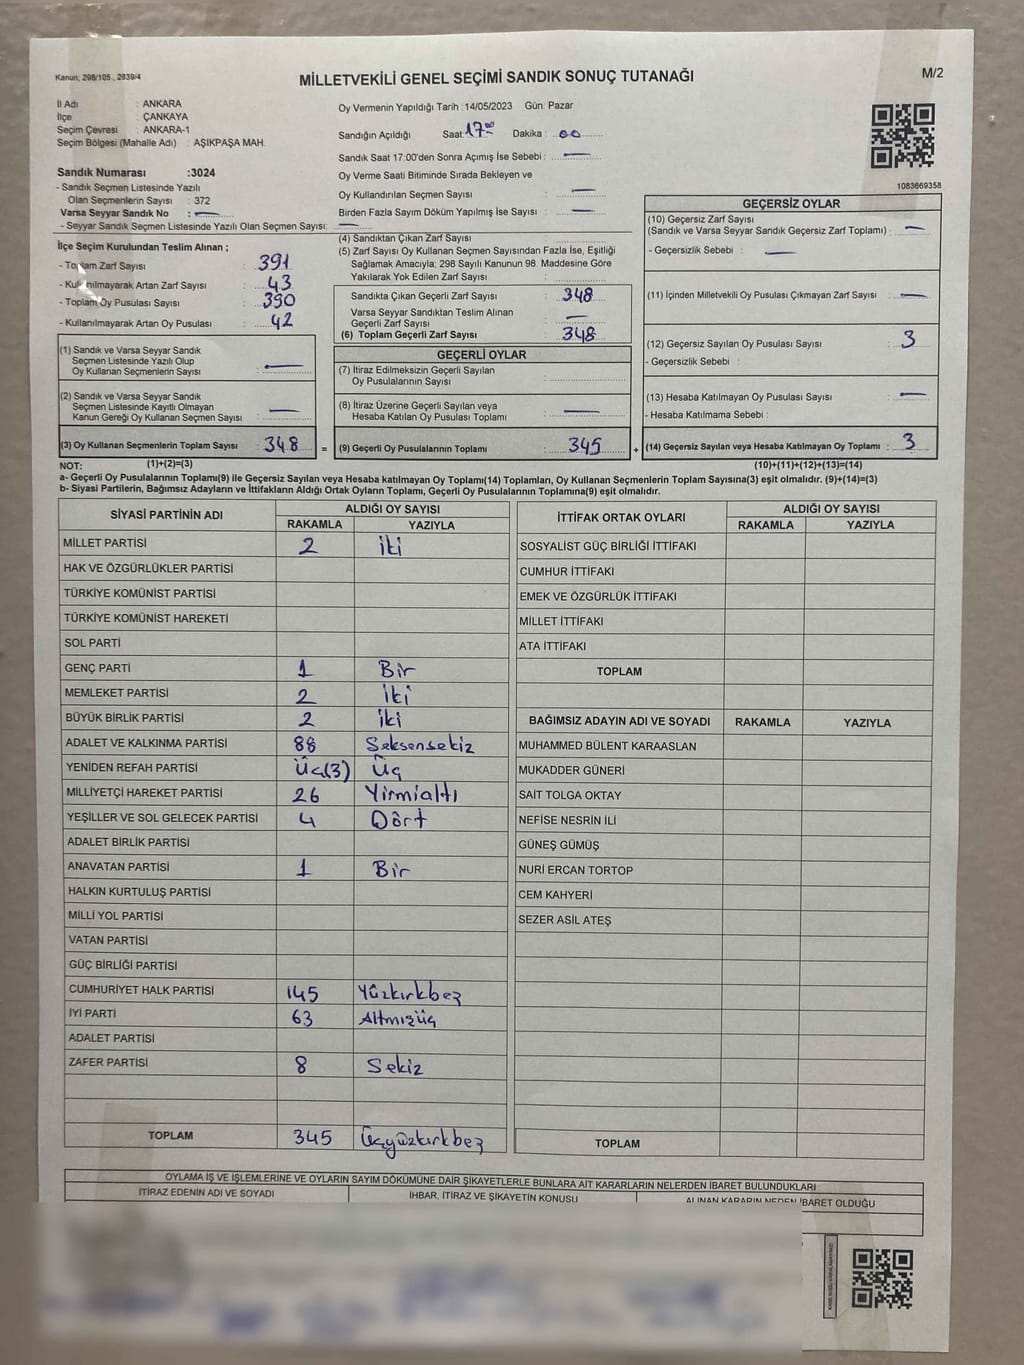 Kanun; 298/105 , 2839/4
MİLLETVEKİLİ GENEL SEÇİMİ SANDIK SONUÇ TUTANAĞI
M/2
İl Adı : ANKARA
İlçe : ÇANKAYA
Seçim Çevresi : ANKARA-1
Seçim Bölgesi (Mahalle Adı) : AŞIKPAŞA MAH.
Sandık Numarası :3024
- Sandık Seçmen Listesinde Yazılı
Olan Seçmenlerin Sayısı : 372
Varsa Seyyar Sandık No : —
- Seyyar Sandık Seçmen Listesinde Yazılı Olan Seçmen Sayısı: —
Oy Vermenin Yapıldığı Tarih :14/05/2023 Gün: Pazar
Sandığın Açıldığı Saat: 17.00 Dakika : 00
Sandık Saat 17:00'den Sonra Açımış İse Sebebi : —
Oy Verme Saati Bitiminde Sırada Bekleyen ve
Oy Kullandırılan Seçmen Sayısı : —
Birden Fazla Sayım Döküm Yapılmış İse Sayısı : —
1083669358
İlçe Seçim Kurulundan Teslim Alınan ;
- Toplam Zarf Sayısı : 391
- Kullanılmayarak Artan Zarf Sayısı : 43
- Toplam Oy Pusulası Sayısı : 390
- Kullanılmayarak Artan Oy Pusulası : 42
(1) Sandık ve Varsa Seyyar Sandık
Seçmen Listesinde Yazılı Olup
Oy Kullanan Seçmenlerin Sayısı : —
(2) Sandık ve Varsa Seyyar Sandık
Seçmen Listesinde Kayıtlı Olmayan
Kanun Gereği Oy Kullanan Seçmen Sayısı : —
(3) Oy Kullanan Seçmenlerin Toplam Sayısı : 348
(4) Sandıktan Çıkan Zarf Sayısı :
(5) Zarf Sayısı Oy Kullanan Seçmen Sayısından Fazla İse, Eşitliği
Sağlamak Amacıyla; 298 Sayılı Kanunun 98. Maddesine Göre
Yakılarak Yok Edilen Zarf Sayısı :
Sandıkta Çıkan Geçerli Zarf Sayısı : 348
Varsa Seyyar Sandıktan Teslim Alınan
Geçerli Zarf Sayısı : —
(6) Toplam Geçerli Zarf Sayısı : 348
GEÇERLİ OYLAR
(7) İtiraz Edilmeksizin Geçerli Sayılan
Oy Pusulalarının Sayısı :
(8) İtiraz Üzerine Geçerli Sayılan veya
Hesaba Katılan Oy Pusulaları Toplamı : —
= (9) Geçerli Oy Pusulalarının Toplamı : 345
GEÇERSİZ OYLAR
(10) Geçersiz Zarf Sayısı
(Sandık ve Varsa Seyyar Sandık Geçersiz Zarf Toplamı) : —
- Geçersizlik Sebebi : —
(11) İçinden Milletvekili Oy Pusulası Çıkmayan Zarf Sayısı : —
(12) Geçersiz Sayılan Oy Pusulası Sayısı : 3
- Geçersizlik Sebebi :
(13) Hesaba Katılmayan Oy Pusulası Sayısı : —
- Hesaba Katılmama Sebebi :
+ (14) Geçersiz Sayılan veya Hesaba Katılmayan Oy Toplamı : 3
NOT: (1)+(2)=(3) (10)+(11)+(12)+(13)=(14)
a- Geçerli Oy Pusulalarının Toplamı(9) ile Geçersiz Sayılan veya Hesaba katılmayan Oy Toplamı(14) Toplamları, Oy Kullanan Seçmenlerin Toplam Sayısına(3) eşit olmalıdır. (9)+(14)=(3)
b- Siyasi Partilerin, Bağımsız Adayların ve İttifakların Aldığı Ortak Oyların Toplamı, Geçerli Oy Pusulalarının Toplamına(9) eşit olmalıdır.
SİYASİ PARTİNİN ADI ALDIĞI OY SAYISI
RAKAMLA YAZIYLA
MİLLET PARTİSİ 2 iki
HAK VE ÖZGÜRLÜKLER PARTİSİ
TÜRKİYE KOMÜNİST PARTİSİ
TÜRKİYE KOMÜNİST HAREKETİ
SOL PARTİ
GENÇ PARTİ 1 Bir
MEMLEKET PARTİSİ 2 iki
BÜYÜK BİRLİK PARTİSİ 2 iki
ADALET VE KALKINMA PARTİSİ 88 Seksensekiz
YENİDEN REFAH PARTİSİ Üç(3) Üç
MİLLİYETÇİ HAREKET PARTİSİ 26 Yirmialtı
YEŞİLLER VE SOL GELECEK PARTİSİ 4 Dört
ADALET BİRLİK PARTİSİ
ANAVATAN PARTİSİ 1 Bir
HALKIN KURTULUŞ PARTİSİ
MİLLİ YOL PARTİSİ
VATAN PARTİSİ
GÜÇ BİRLİĞİ PARTİSİ
CUMHURİYET HALK PARTİSİ 145 Yüzkırkbeş
İYİ PARTİ 63 Altmışüç
ADALET PARTİSİ
ZAFER PARTİSİ 8 Sekiz
TOPLAM 345 Üçyüzkırkbeş
İTTİFAK ORTAK OYLARI ALDIĞI OY SAYISI
RAKAMLA YAZIYLA
SOSYALİST GÜÇ BİRLİĞİ İTTİFAKI
CUMHUR İTTİFAKI
EMEK VE ÖZGÜRLÜK İTTİFAKI
MİLLET İTTİFAKI
ATA İTTİFAKI
TOPLAM
BAĞIMSIZ ADAYIN ADI VE SOYADI RAKAMLA YAZIYLA
MUHAMMED BÜLENT KARAASLAN
MUKADDER GÜNERİ
SAİT TOLGA OKTAY
NEFİSE NESRİN İLİ
GÜNEŞ GÜMÜŞ
NURİ ERCAN TORTOP
CEM KAHYERİ
SEZER ASİL ATEŞ
TOPLAM
OYLAMA İŞ VE İŞLEMLERİNE VE OYLARIN SAYIM DÖKÜMÜNE DAİR ŞİKAYETLERLE BUNLARA AİT KARARLARIN NELERDEN İBARET BULUNDUKLARI
İTİRAZ EDENİN ADI VE SOYADI İHBAR, İTİRAZ VE ŞİKAYETİN KONUSU ALINAN KARARIN NEDEN İBARET OLDUĞU